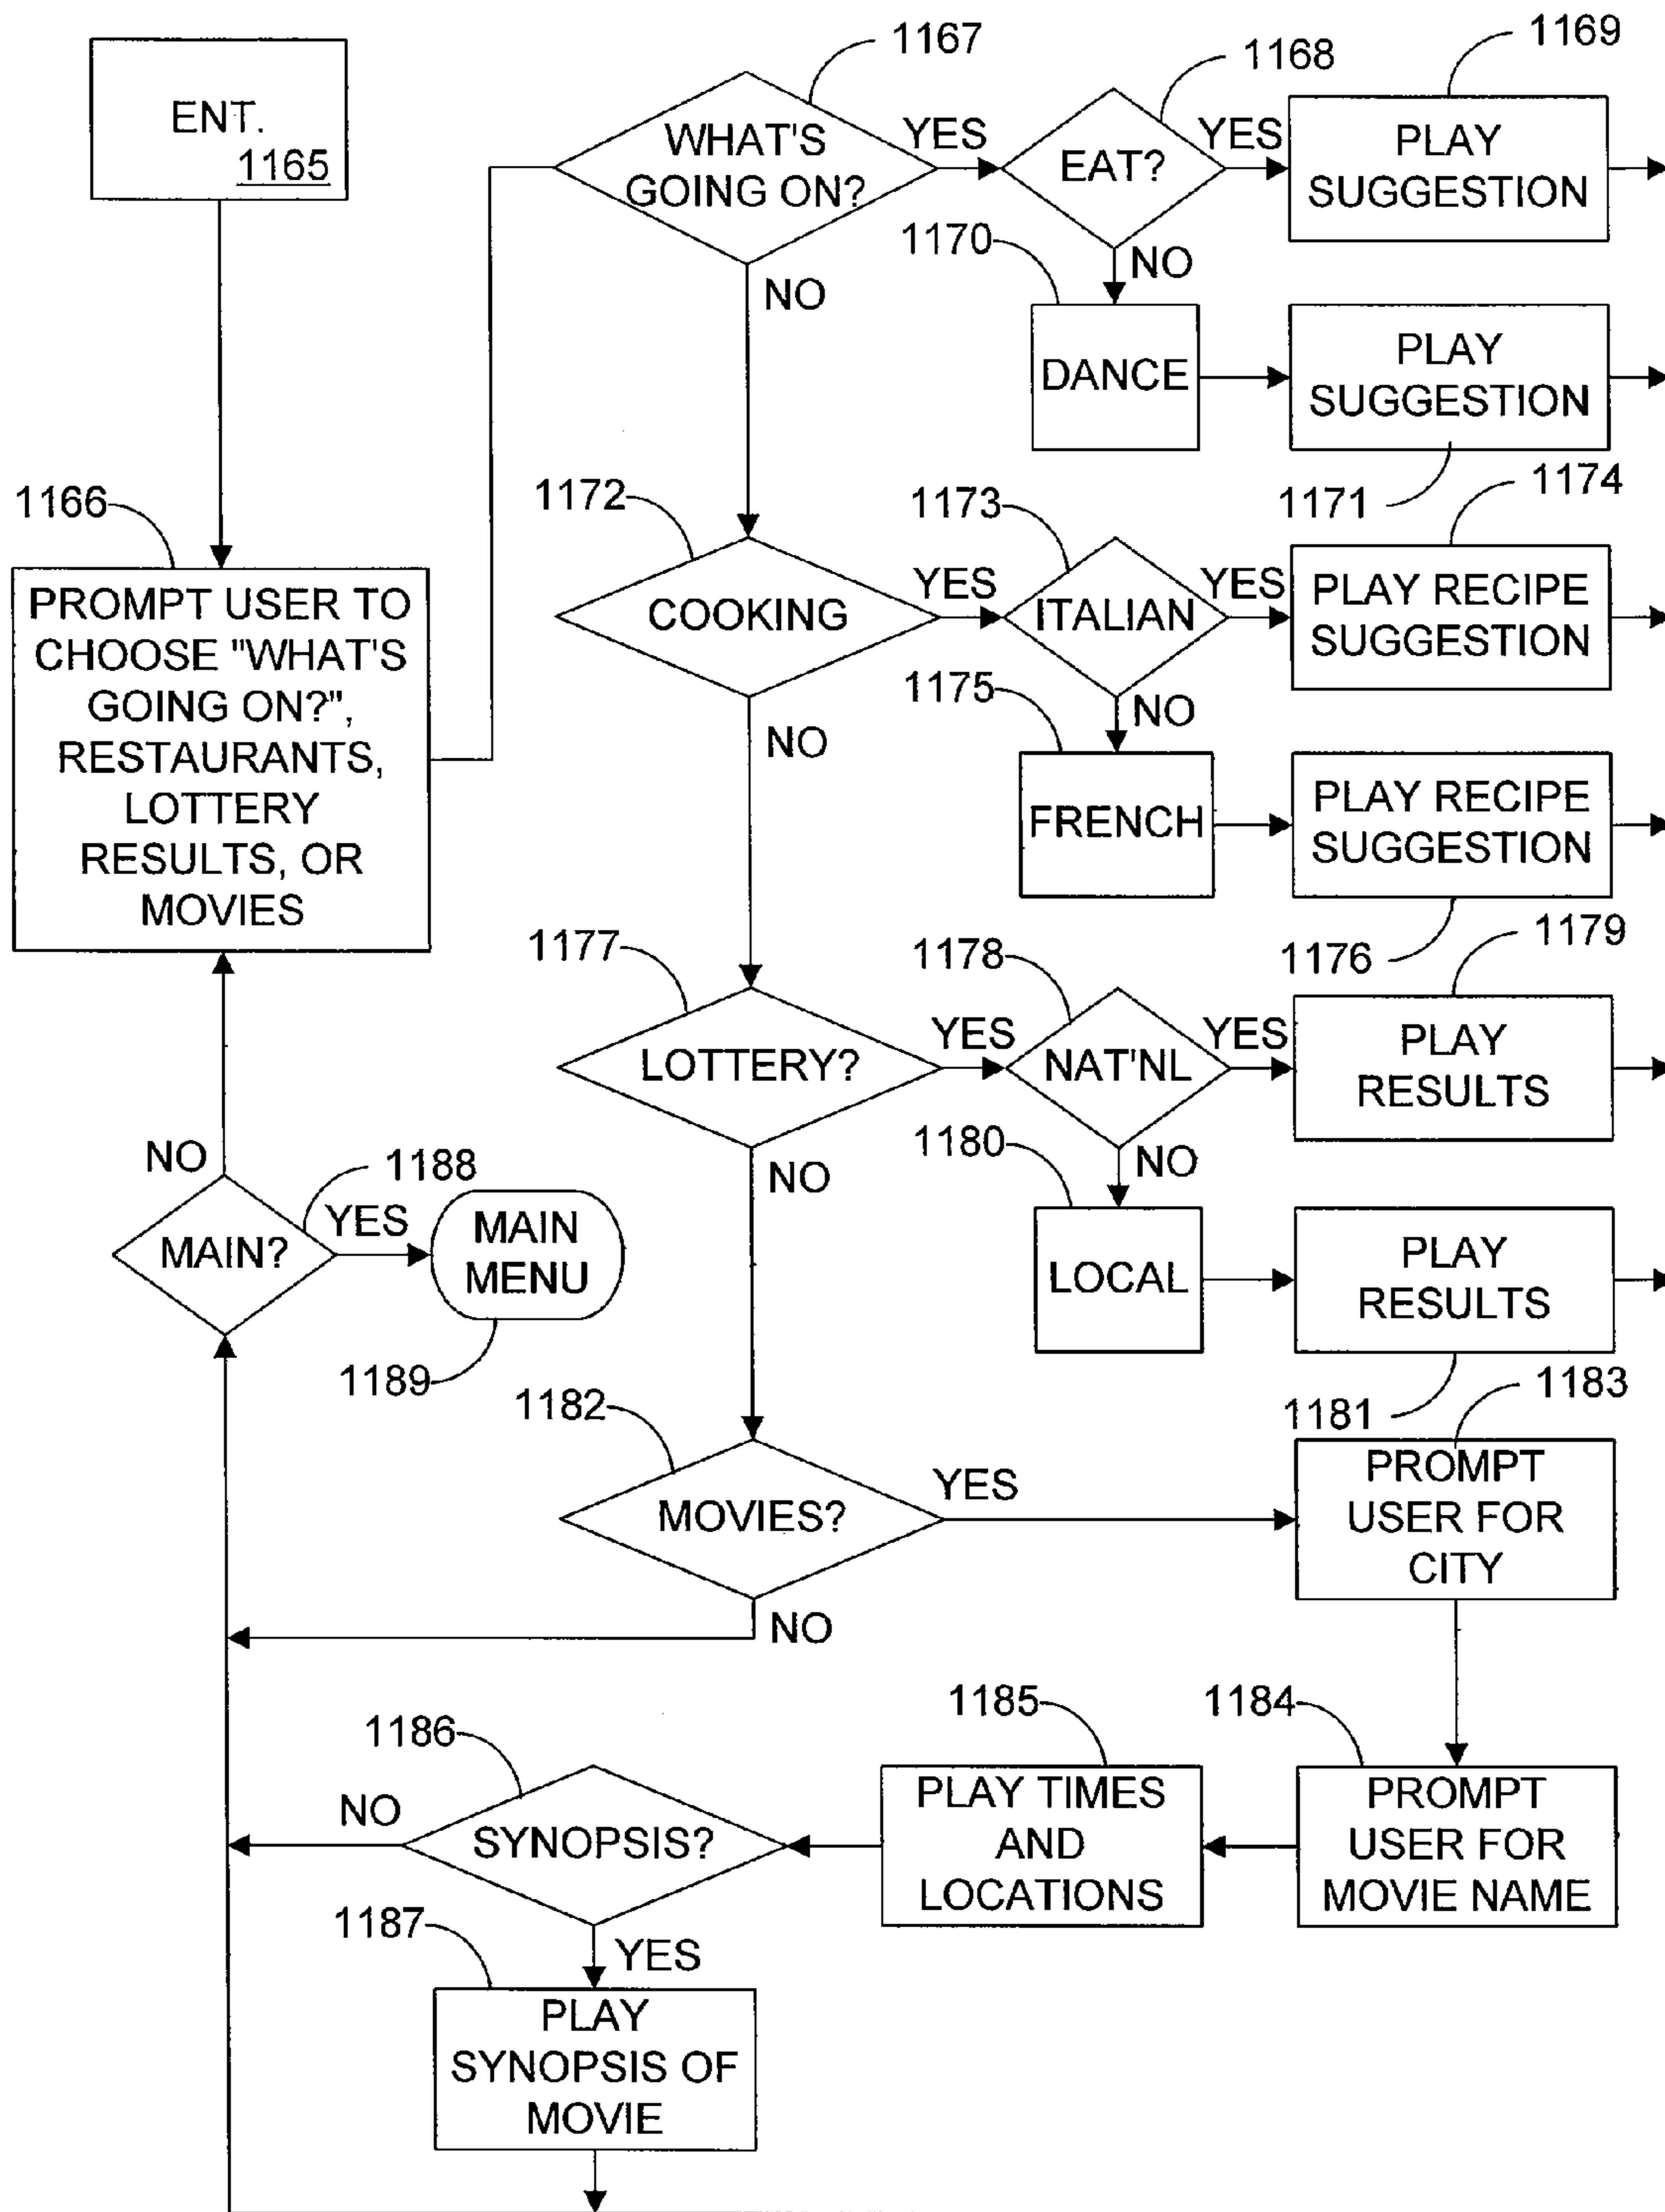 ENT.
1165
1166
PROMPT USER TO
CHOOSE "WHAT'S
GOING ON?",
RESTAURANTS,
LOTTERY
RESULTS, OR
MOVIES
1167
WHAT'S
GOING ON?
YES
NO
1168
EAT?
YES
NO
1169
PLAY
SUGGESTION
1170
DANCE
PLAY
SUGGESTION
1171
1172
COOKING
YES
NO
1173
ITALIAN
YES
NO
1174
PLAY RECIPE
SUGGESTION
1175
FRENCH
PLAY RECIPE
SUGGESTION
1176
1177
LOTTERY?
YES
NO
1178
NAT'NL
YES
NO
1179
PLAY
RESULTS
1180
LOCAL
PLAY
RESULTS
1181
NO
1188
MAIN?
YES
MAIN
MENU
1189
1182
MOVIES?
YES
NO
1183
PROMPT
USER FOR
CITY
1184
PROMPT
USER FOR
MOVIE NAME
1185
PLAY TIMES
AND
LOCATIONS
1186
SYNOPSIS?
NO
YES
1187
PLAY
SYNOPSIS OF
MOVIE